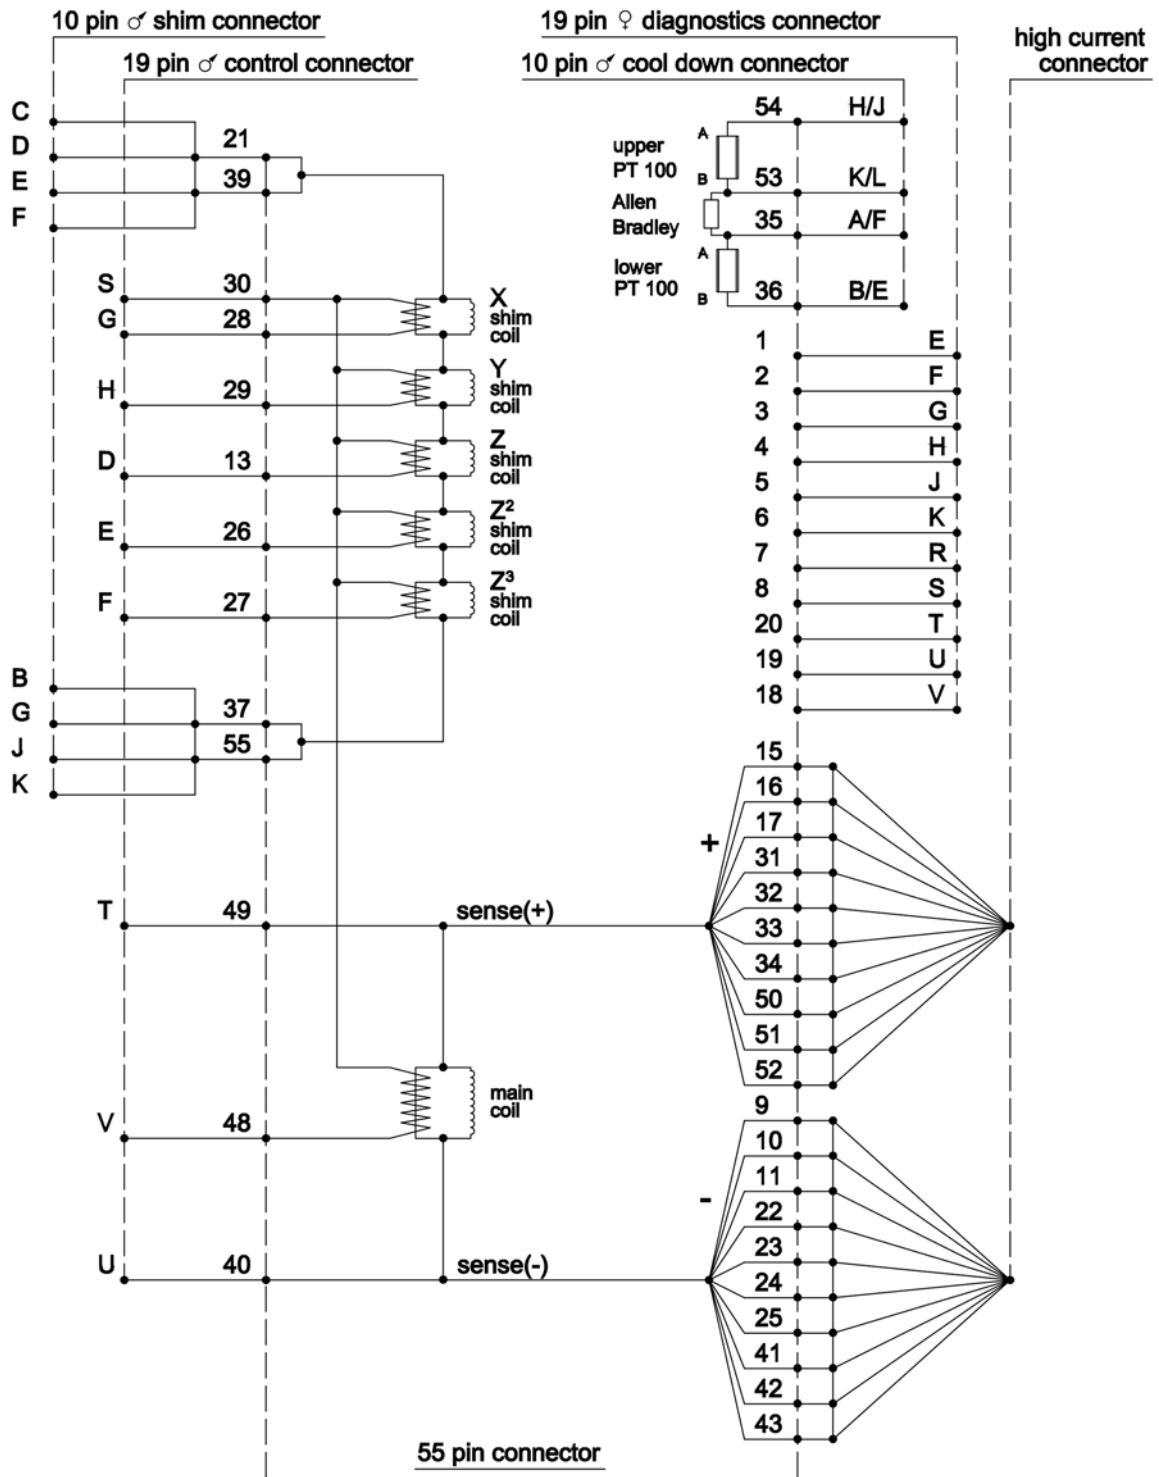 10 pin ♂ shim connector
19 pin ♂ control connector
C
D
21
E
39
F
S
30
G
28
X
shim
coil
H
29
Y
shim
coil
D
13
Z
shim
coil
E
26
Z²
shim
coil
F
27
Z³
shim
coil
B
G
37
J
55
K
T
49
sense(+)
V
48
main
coil
U
40
sense(-)
19 pin ♀ diagnostics connector
10 pin ♂ cool down connector
high current
connector
54 H/J
A
upper
PT 100
B
53 K/L
Allen
Bradley
35 A/F
A
lower
PT 100
B
36 B/E
1 E
2 F
3 G
4 H
5 J
6 K
7 R
8 S
20 T
19 U
18 V
15
16
17
+
31
32
33
34
50
51
52
9
10
11
-
22
23
24
25
41
42
43
55 pin connector